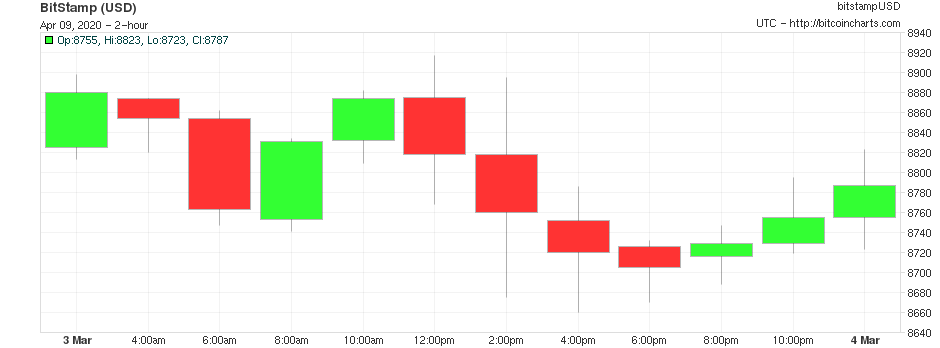 BitStamp (USD)
bitstampUSD
Apr 09, 2020 - 2-hour
UTC - http://bitcoincharts.com
Op:8755, Hi:8823, Lo:8723, Cl:8787
8940
8920
8900
8880
8860
8840
8820
8800
8780
8760
8740
8720
8700
8680
8660
8640
3 Mar 4:00am 6:00am 8:00am 10:00am 12:00pm 2:00pm 4:00pm 6:00pm 8:00pm 10:00pm 4 Mar